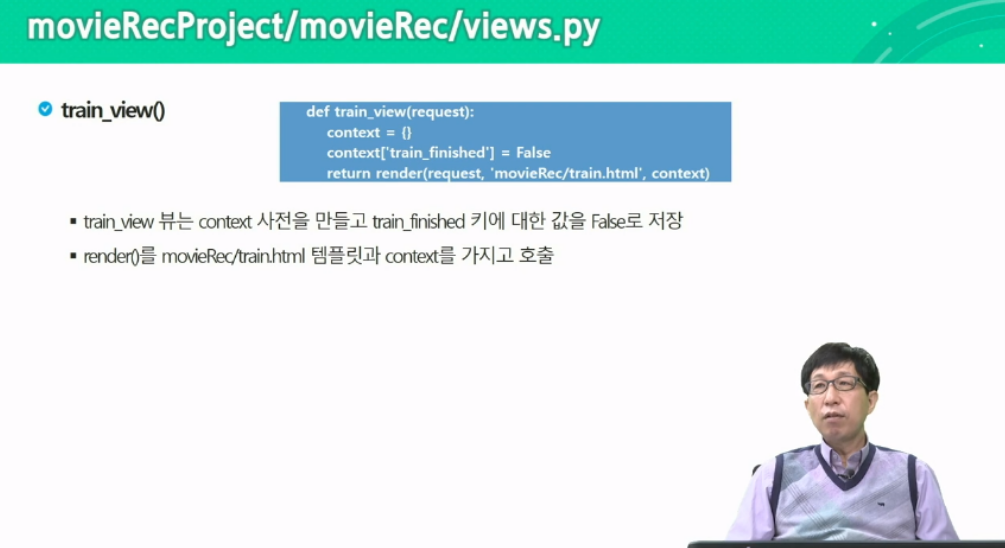 movieRecProject/movieRec/views.py
train_view()
def train_view(request):
context = {}
context['train_finished'] = False
return render(request, 'movieRec/train.html', context)
▪ train_view 뷰는 context 사전을 만들고 train_finished 키에 대한 값을 False로 저장
▪ render()를 movieRec/train.html 템플릿과 context를 가지고 호출